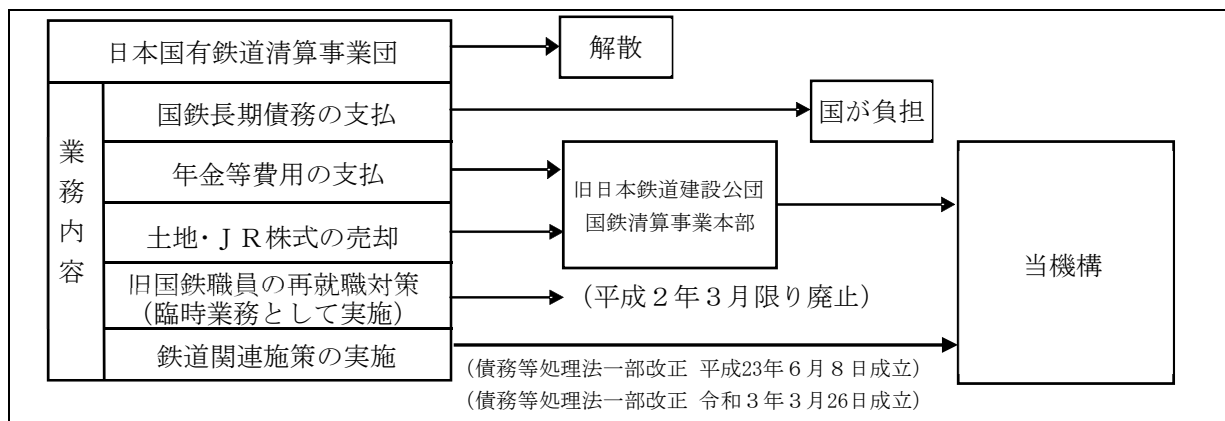 日本国有鉄道清算事業団
解散
業務内容
国鉄長期債務の支払
国が負担
年金等費用の支払
土地・ＪＲ株式の売却
旧日本鉄道建設公団
国鉄清算事業本部
当機構
旧国鉄職員の再就職対策
（臨時業務として実施）
（平成２年３月限り廃止）
鉄道関連施策の実施
（債務等処理法一部改正 平成23年６月８日成立）
（債務等処理法一部改正 令和３年３月26日成立）